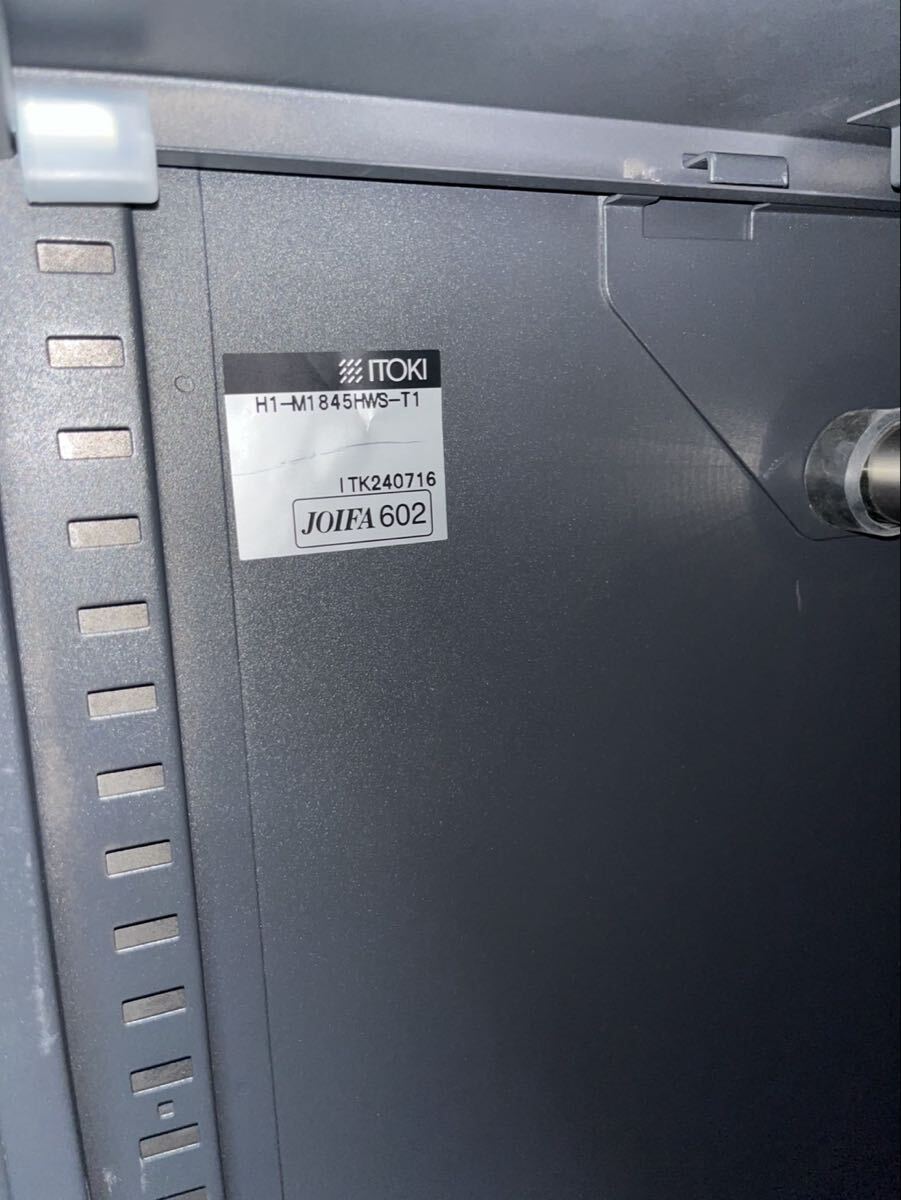 ITOKI
H1-M1845HWS-T1
ITK240716
JOIFA 602